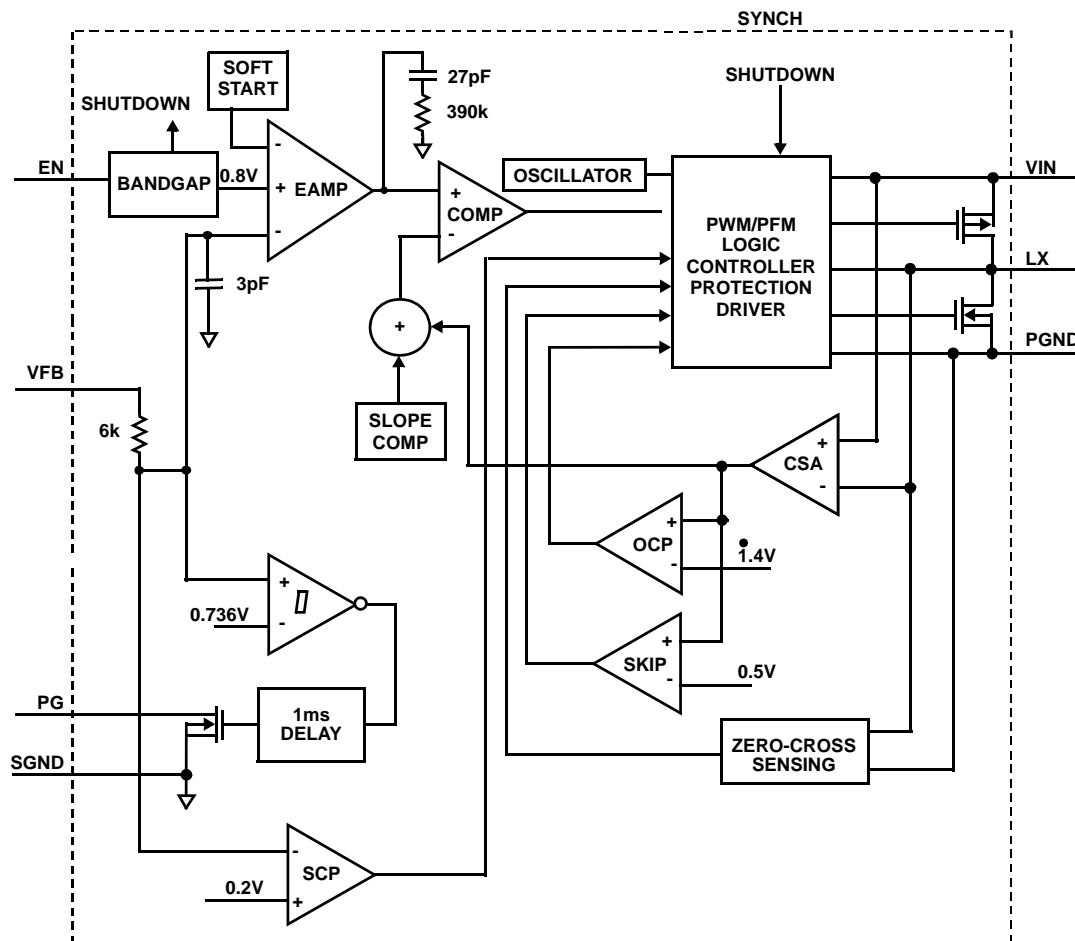 SYNCH
SOFT
START
27pF
390k
SHUTDOWN
SHUTDOWN
EN
BANDGAP
0.8V
-
+
-
EAMP
+
COMP
-
OSCILLATOR
PWM/PFM
LOGIC
CONTROLLER
PROTECTION
DRIVER
VIN
LX
PGND
3pF
+
VFB
6k
SLOPE
COMP
+
CSA
-
+
OCP
-
1.4V
+
0.736V
-
+
SKIP
-
0.5V
PG
1ms
DELAY
SGND
ZERO-CROSS
SENSING
-
SCP
0.2V
+